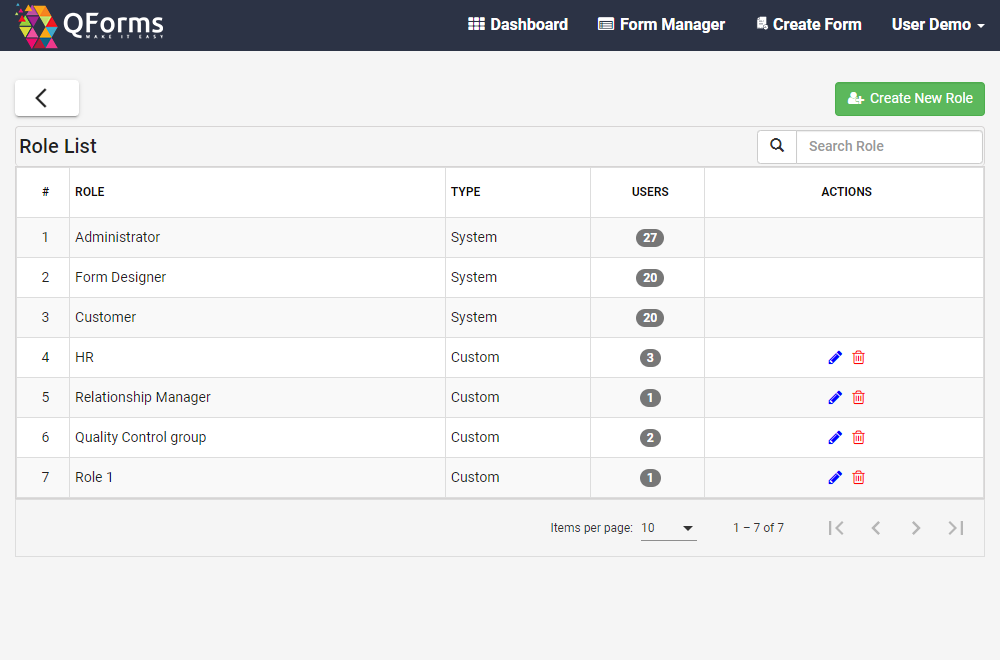 QForms
MAKE IT EASY
Dashboard Form Manager Create Form User Demo
Create New Role
Role List Search Role
# ROLE TYPE USERS ACTIONS
1 Administrator System 27
2 Form Designer System 20
3 Customer System 20
4 HR Custom 3
5 Relationship Manager Custom 1
6 Quality Control group Custom 2
7 Role 1 Custom 1
Items per page: 10 1 – 7 of 7